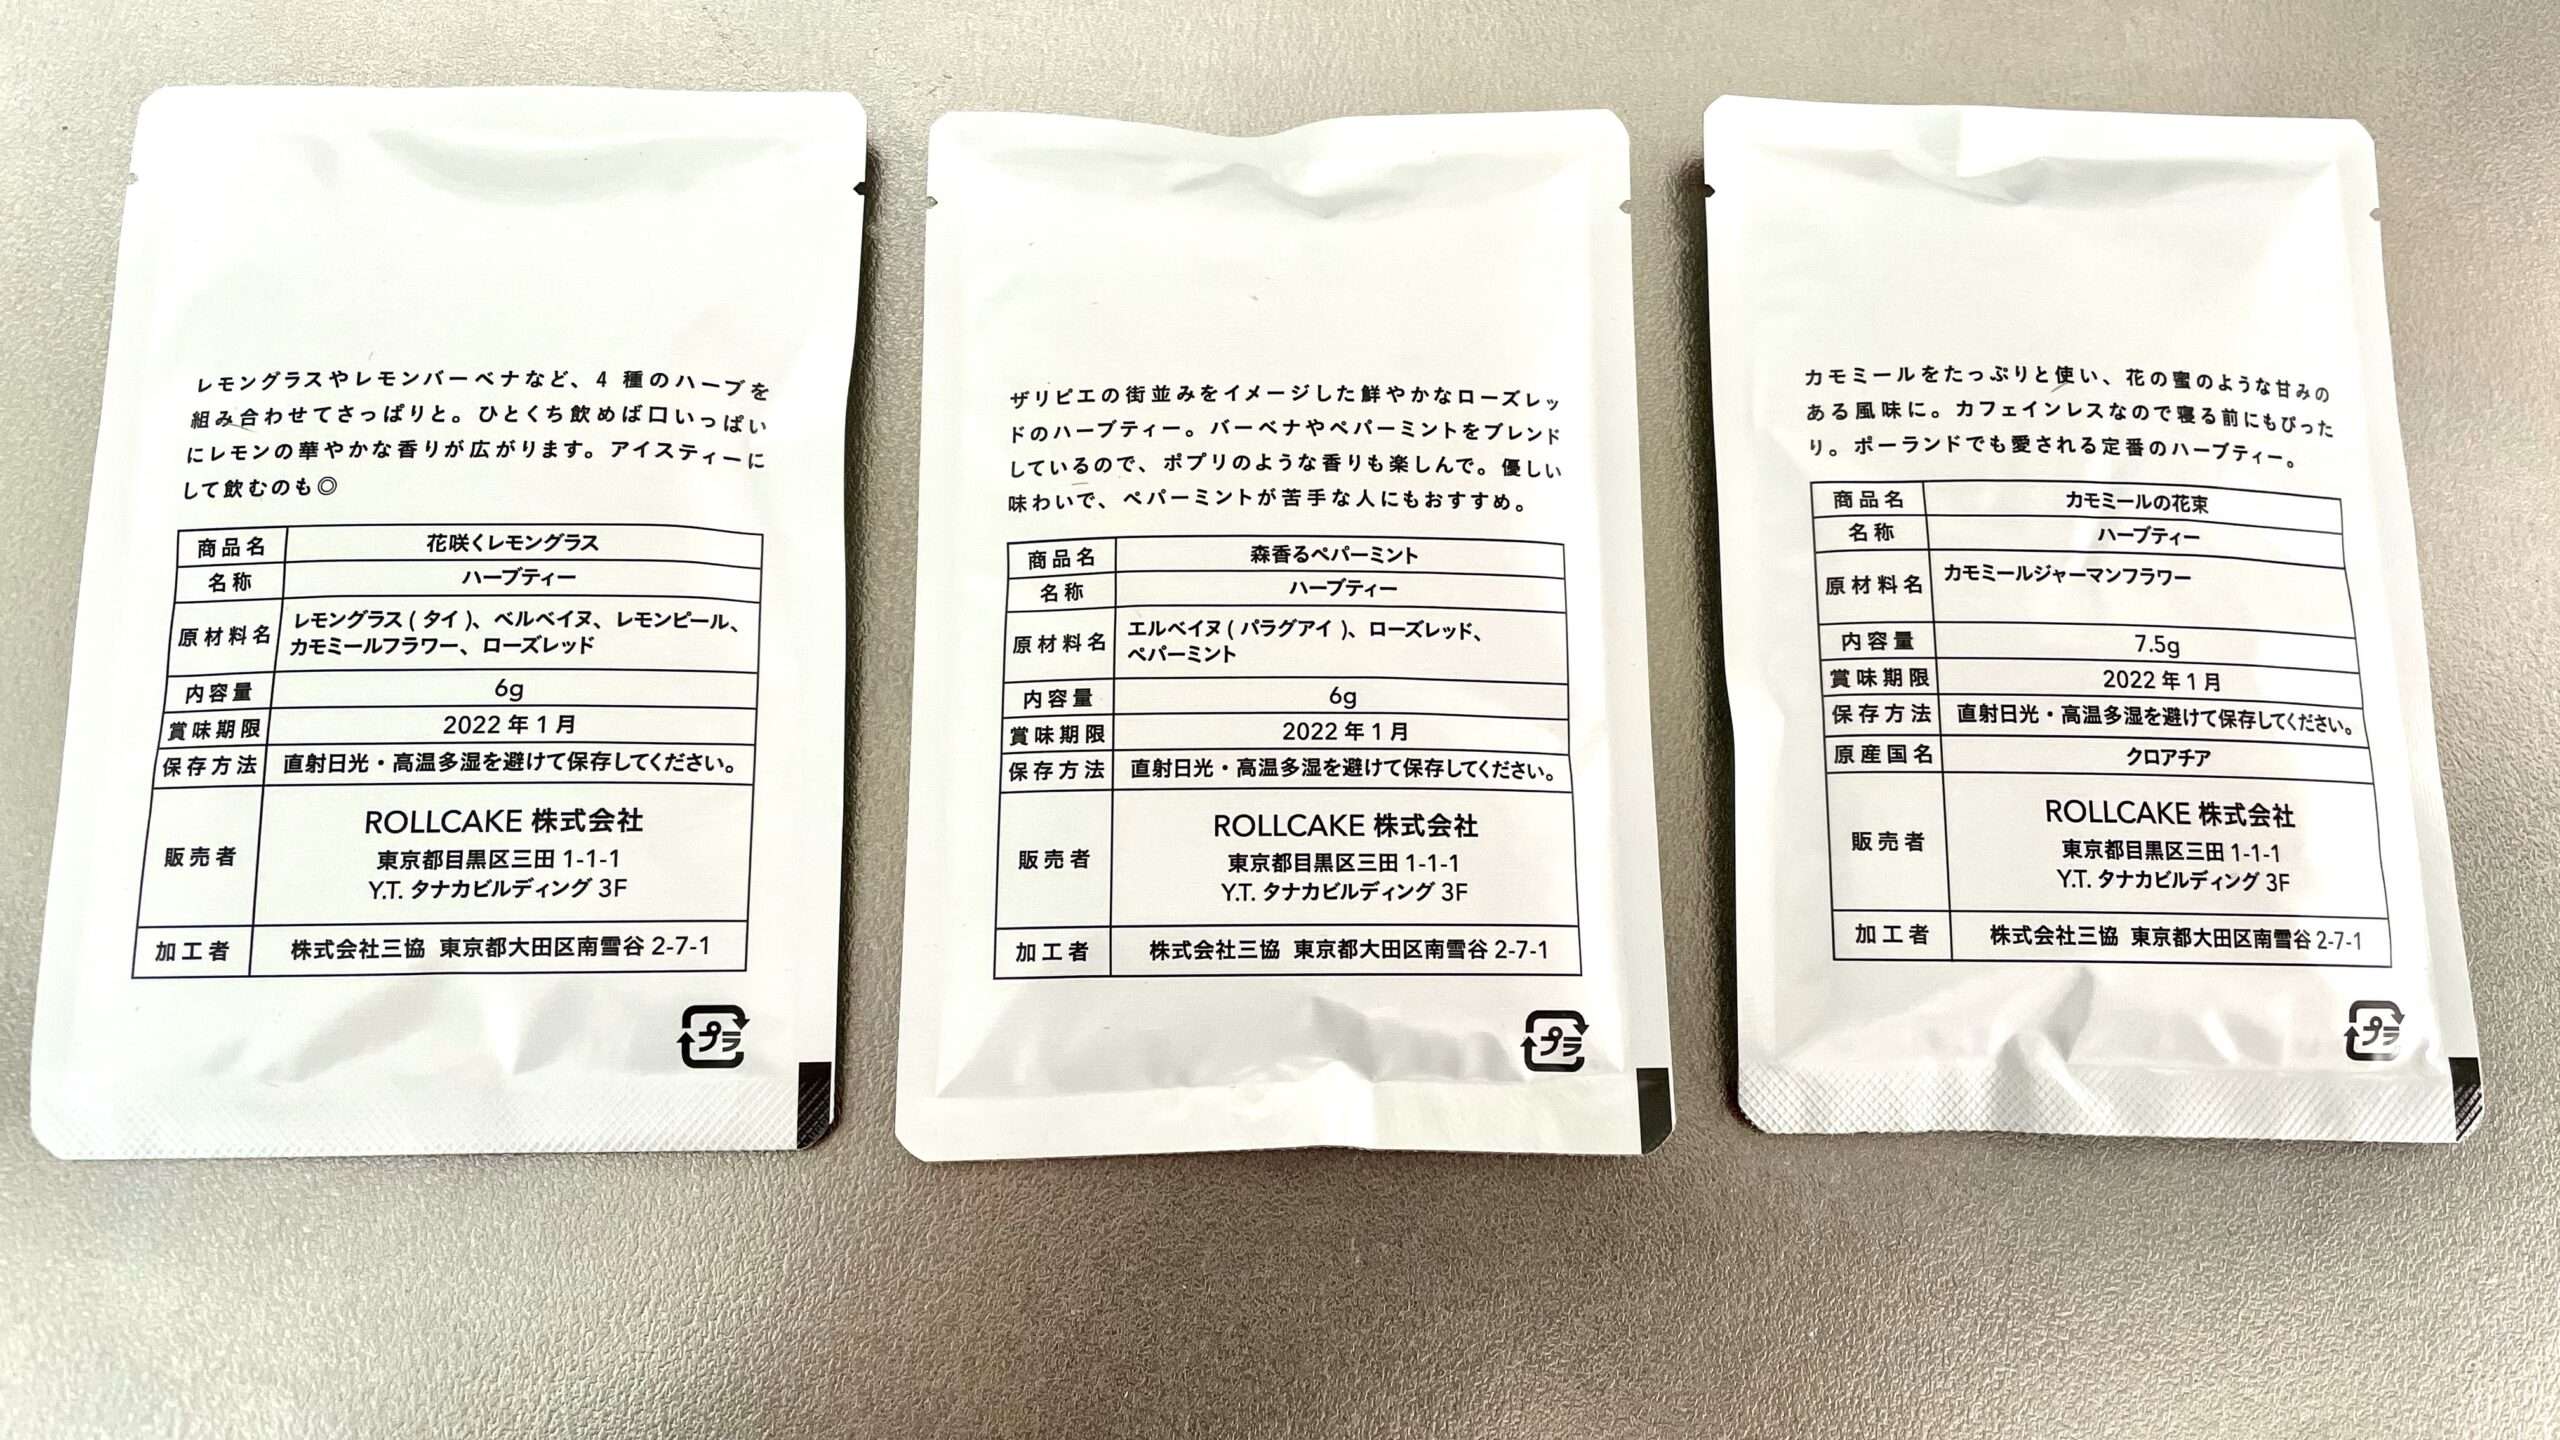 レモングラスやレモンバーベナなど、4 種のハーブを
組み合わせてさっぱりと。ひとくち飲めば口いっぱい
にレモンの華やかな香りが広がります。アイスティーに
して飲むのも◎
商品名 花咲くレモングラス
名称 ハーブティー
原材料名 レモングラス ( タイ )、ベルベイヌ、レモンピール、
カモミールフラワー、ローズレッド
内容量 6g
賞味期限 2022 年 1 月
保存方法 直射日光・高温多湿を避けて保存してください。
販売者 ROLLCAKE 株式会社
東京都目黒区三田 1-1-1
Y.T. タナカビルディング 3F
加工者 株式会社三協 東京都大田区南雪谷 2-7-1
プラ
ザリピエの街並みをイメージした鮮やかなローズレッ
ドのハーブティー。バーベナやペパーミントをブレンド
しているので、ポプリのような香りも楽しんで。優しい
味わいで、ペパーミントが苦手な人にもおすすめ。
商品名 森香るペパーミント
名称 ハーブティー
原材料名 エルベイヌ ( パラグアイ )、ローズレッド、
ペパーミント
内容量 6g
賞味期限 2022 年 1 月
保存方法 直射日光・高温多湿を避けて保存してください。
販売者 ROLLCAKE 株式会社
東京都目黒区三田 1-1-1
Y.T. タナカビルディング 3F
加工者 株式会社三協 東京都大田区南雪谷 2-7-1
プラ
カモミールをたっぷりと使い、花の蜜のような甘みの
ある風味に。カフェインレスなので寝る前にもぴった
り。ポーランドでも愛される定番のハーブティー。
商品名 カモミールの花束
名称 ハーブティー
原材料名 カモミールジャーマンフラワー
内容量 7.5g
賞味期限 2022 年 1 月
保存方法 直射日光・高温多湿を避けて保存してください。
原産国名 クロアチア
販売者 ROLLCAKE 株式会社
東京都目黒区三田 1-1-1
Y.T. タナカビルディング 3F
加工者 株式会社三協 東京都大田区南雪谷 2-7-1
プラ